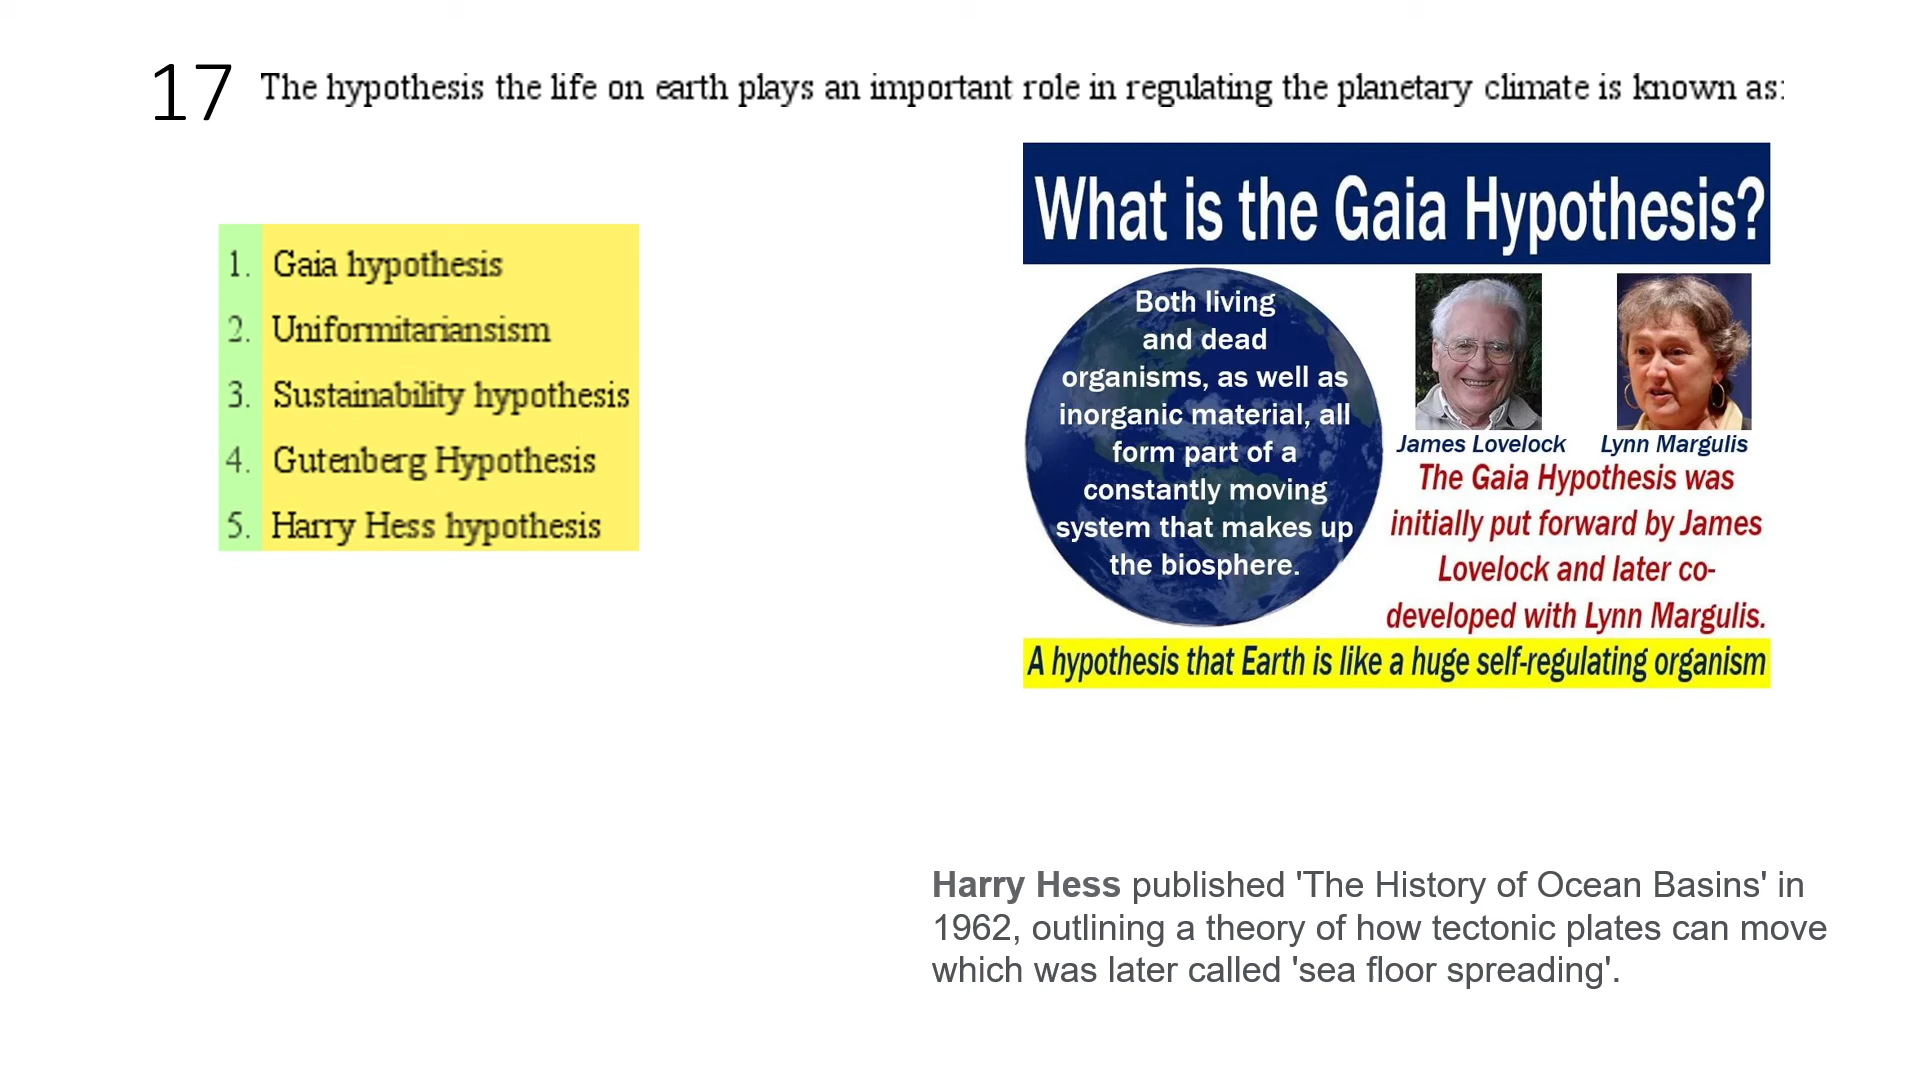 17 The hypothesis the life on earth plays an important role in regulating the planetary climate is known as:
1. Gaia hypothesis
2. Uniformitariansism
3. Sustainability hypothesis
4. Gutenberg Hypothesis
5. Harry Hess hypothesis
What is the Gaia Hypothesis?
Both living
and dead
organisms, as well as
inorganic material, all
form part of a
constantly moving
system that makes up
the biosphere.
James Lovelock Lynn Margulis
The Gaia Hypothesis was
initially put forward by James
Lovelock and later co-
developed with Lynn Margulis.
A hypothesis that Earth is like a huge self-regulating organism
Harry Hess published 'The History of Ocean Basins' in
1962, outlining a theory of how tectonic plates can move
which was later called 'sea floor spreading'.